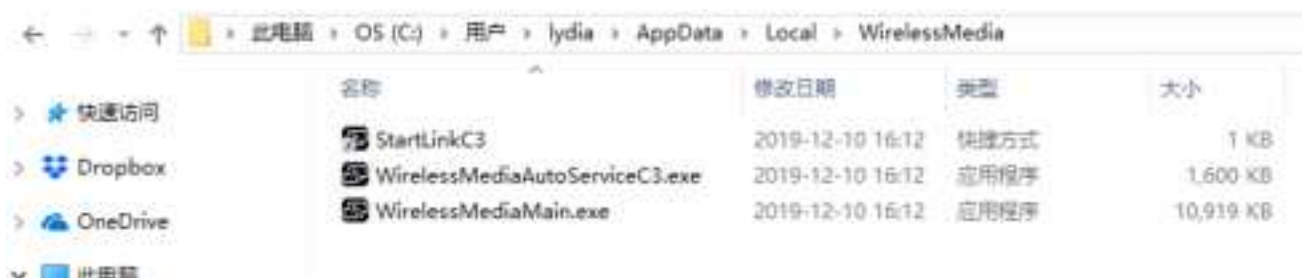 此电脑 › OS (C:) › 用户 › lydia › AppData › Local › WirelessMedia
名称 修改日期 类型 大小
快速访问
StartLinkC3 2019-12-10 16:12 快捷方式 1 KB
Dropbox
WirelessMediaAutoServiceC3.exe 2019-12-10 16:12 应用程序 1,600 KB
WirelessMediaMain.exe 2019-12-10 16:12 应用程序 10,919 KB
OneDrive
此电脑